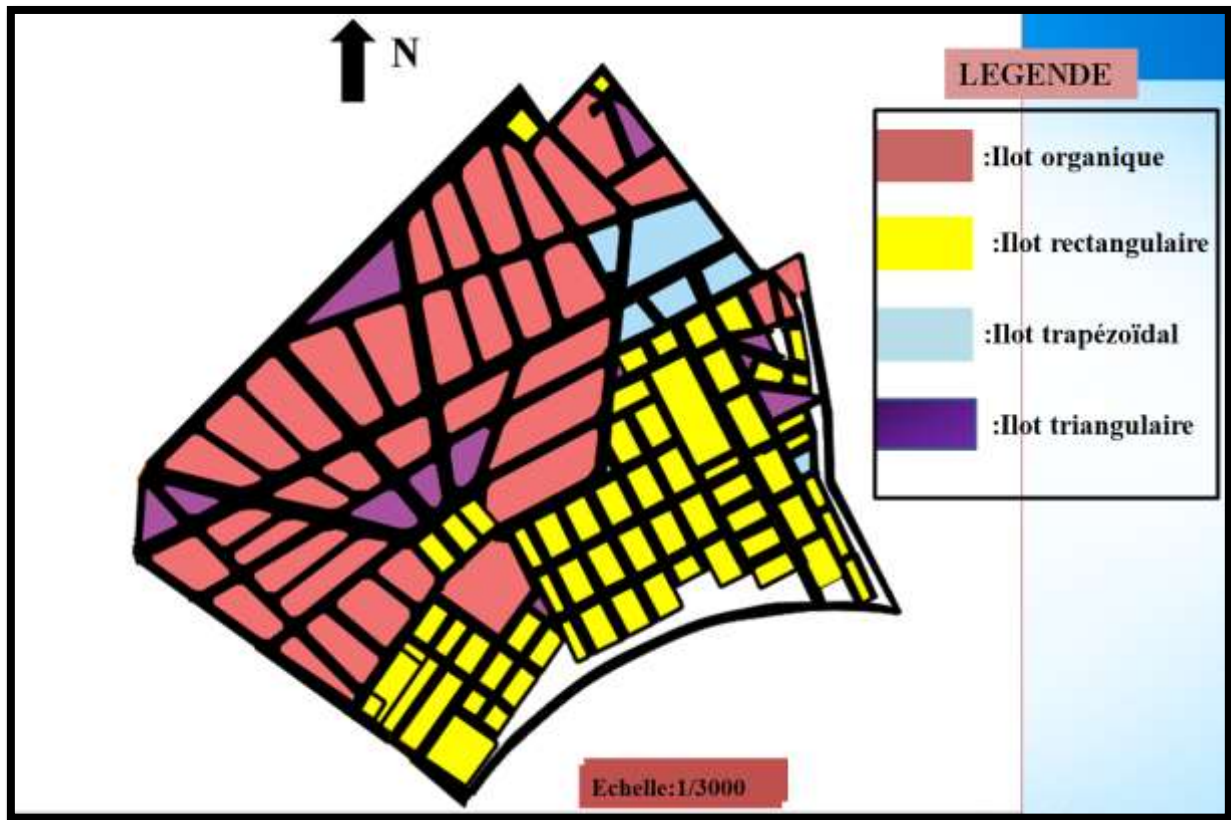 N
LEGENDE
:Ilot organique
:Ilot rectangulaire
:Ilot trapézoïdal
:Ilot triangulaire
Echelle:1/3000